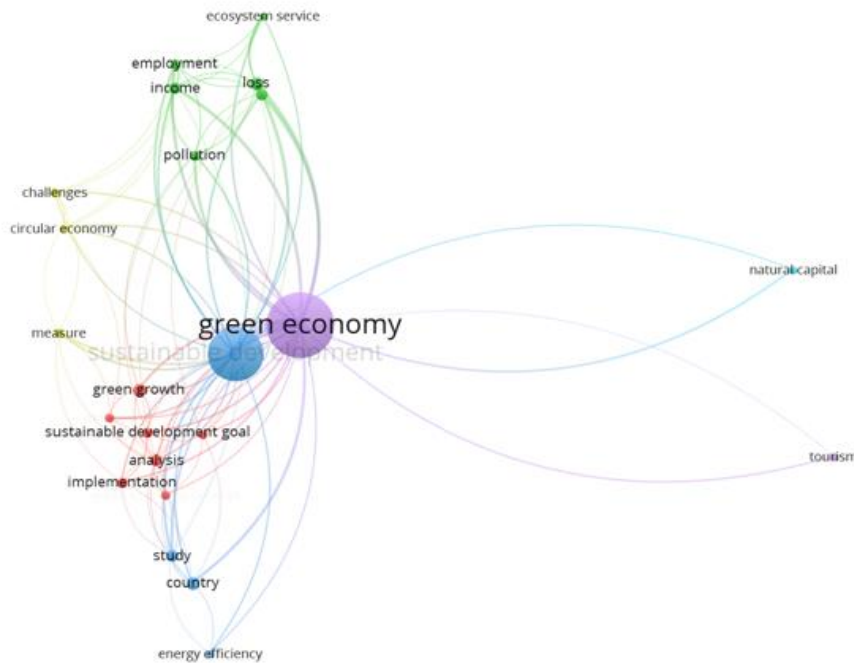 ecosystem service
employment
income
loss
pollution
challenges
circular economy
natural capital
green economy
measure
sustainable development
green growth
sustainable development goal
tourism
analysis
implementation
study
country
energy efficiency